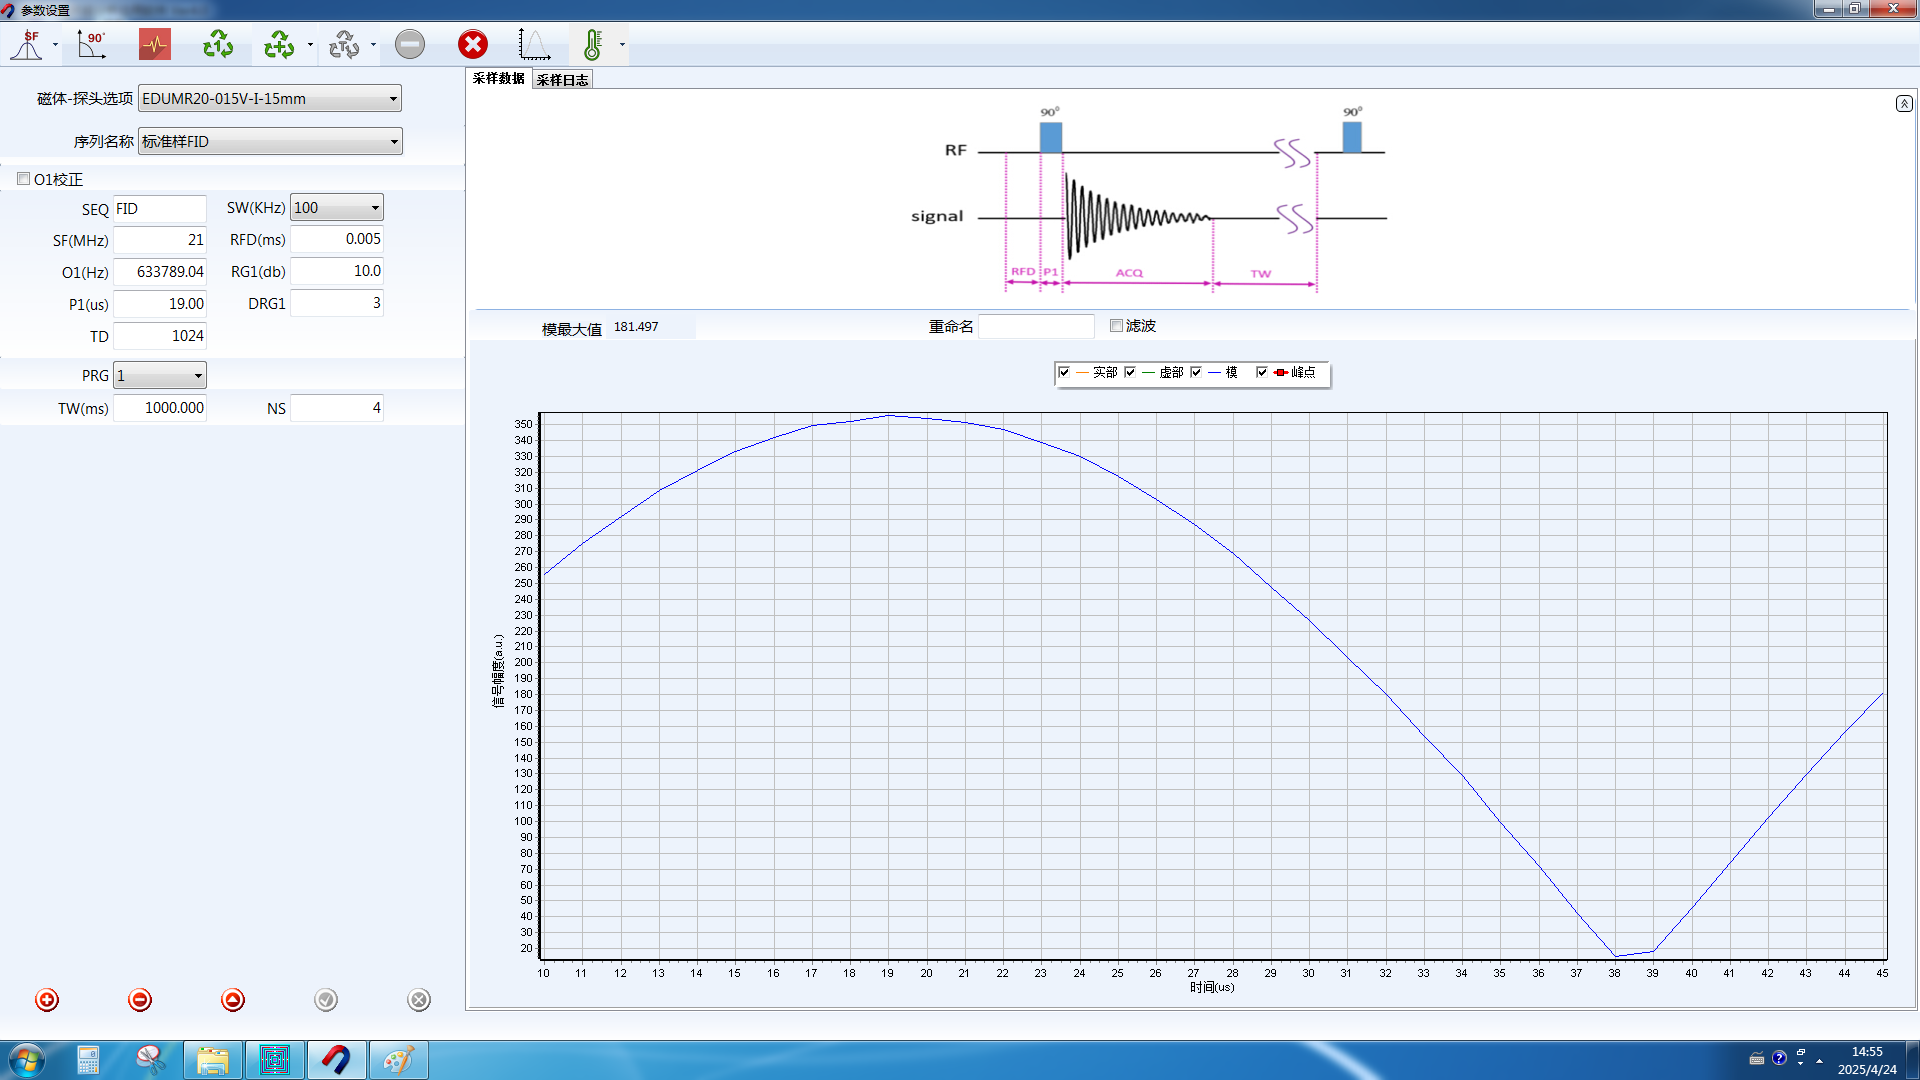 参数设置
SF
90°
磁体-探头选项 EDUMR20-015V-I-15mm
序列名称 标准样FID
O1校正
SEQ FID SW(KHz) 100
SF(MHz) 21 RFD(ms) 0.005
O1(Hz) 633789.04 RG1(db) 10.0
P1(us) 19.00 DRG1 3
TD 1024
PRG 1
TW(ms) 1000.000 NS 4
采样数据 采样日志
90° 90°
RF
signal
RFD P1 ACQ TW
模最大值 181.497 重命名 滤波
实部 虚部 模 峰点
350
340
330
320
310
300
290
280
270
260
250
240
230
220
210
200
190
180
170
160
150
140
130
120
110
100
90
80
70
60
50
40
30
20
信号幅度(a.u.)
10 11 12 13 14 15 16 17 18 19 20 21 22 23 24 25 26 27 28 29 30 31 32 33 34 35 36 37 38 39 40 41 42 43 44 45
时间(us)
14:55
2025/4/24